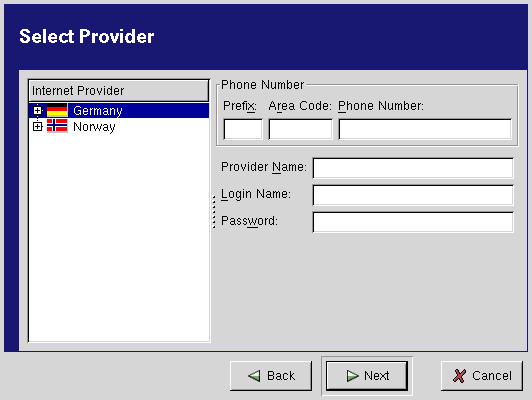 Select Provider
Internet Provider
Germany
Norway
Phone Number
Prefix: Area Code: Phone Number:
Provider Name:
Login Name:
Password:
Back Next Cancel